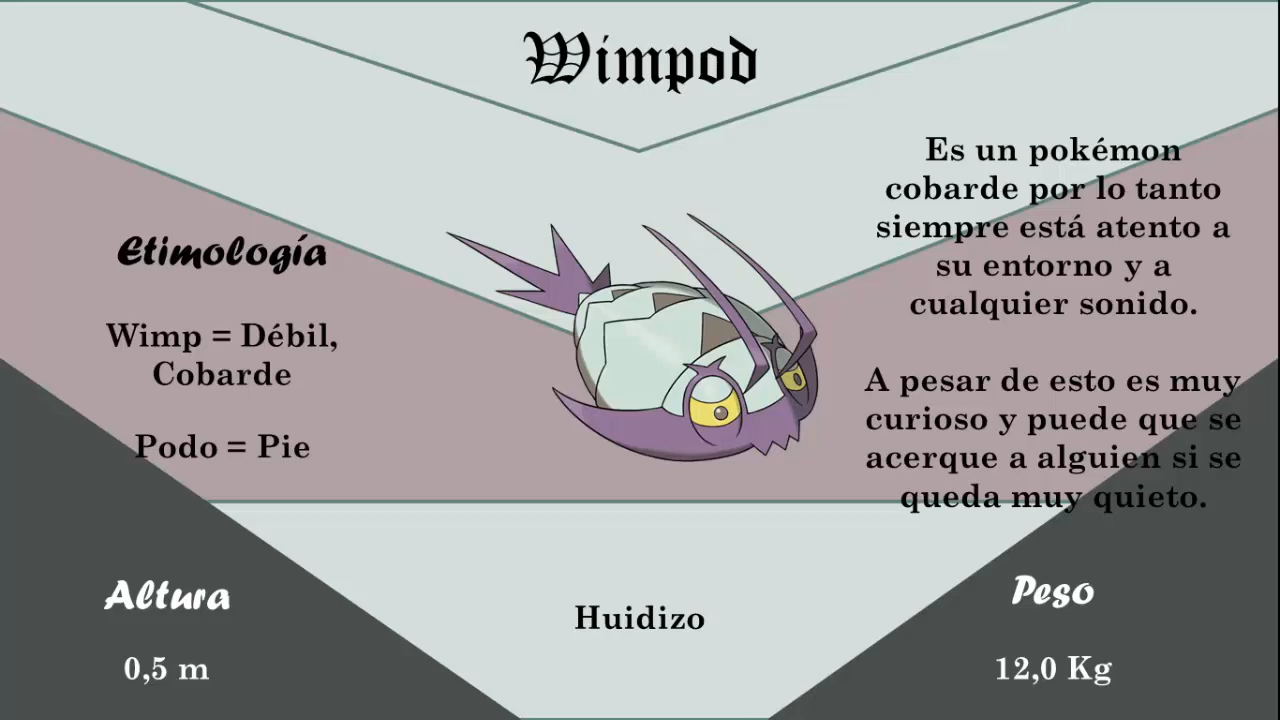 Wimpod
Etimología
Wimp = Débil,
Cobarde
Podo = Pie
Es un pokémon
cobarde por lo tanto
siempre está atento a
su entorno y a
cualquier sonido.
A pesar de esto es muy
curioso y puede que se
acerque a alguien si se
queda muy quieto.
Altura
0,5 m
Huidizo
Peso
12,0 Kg